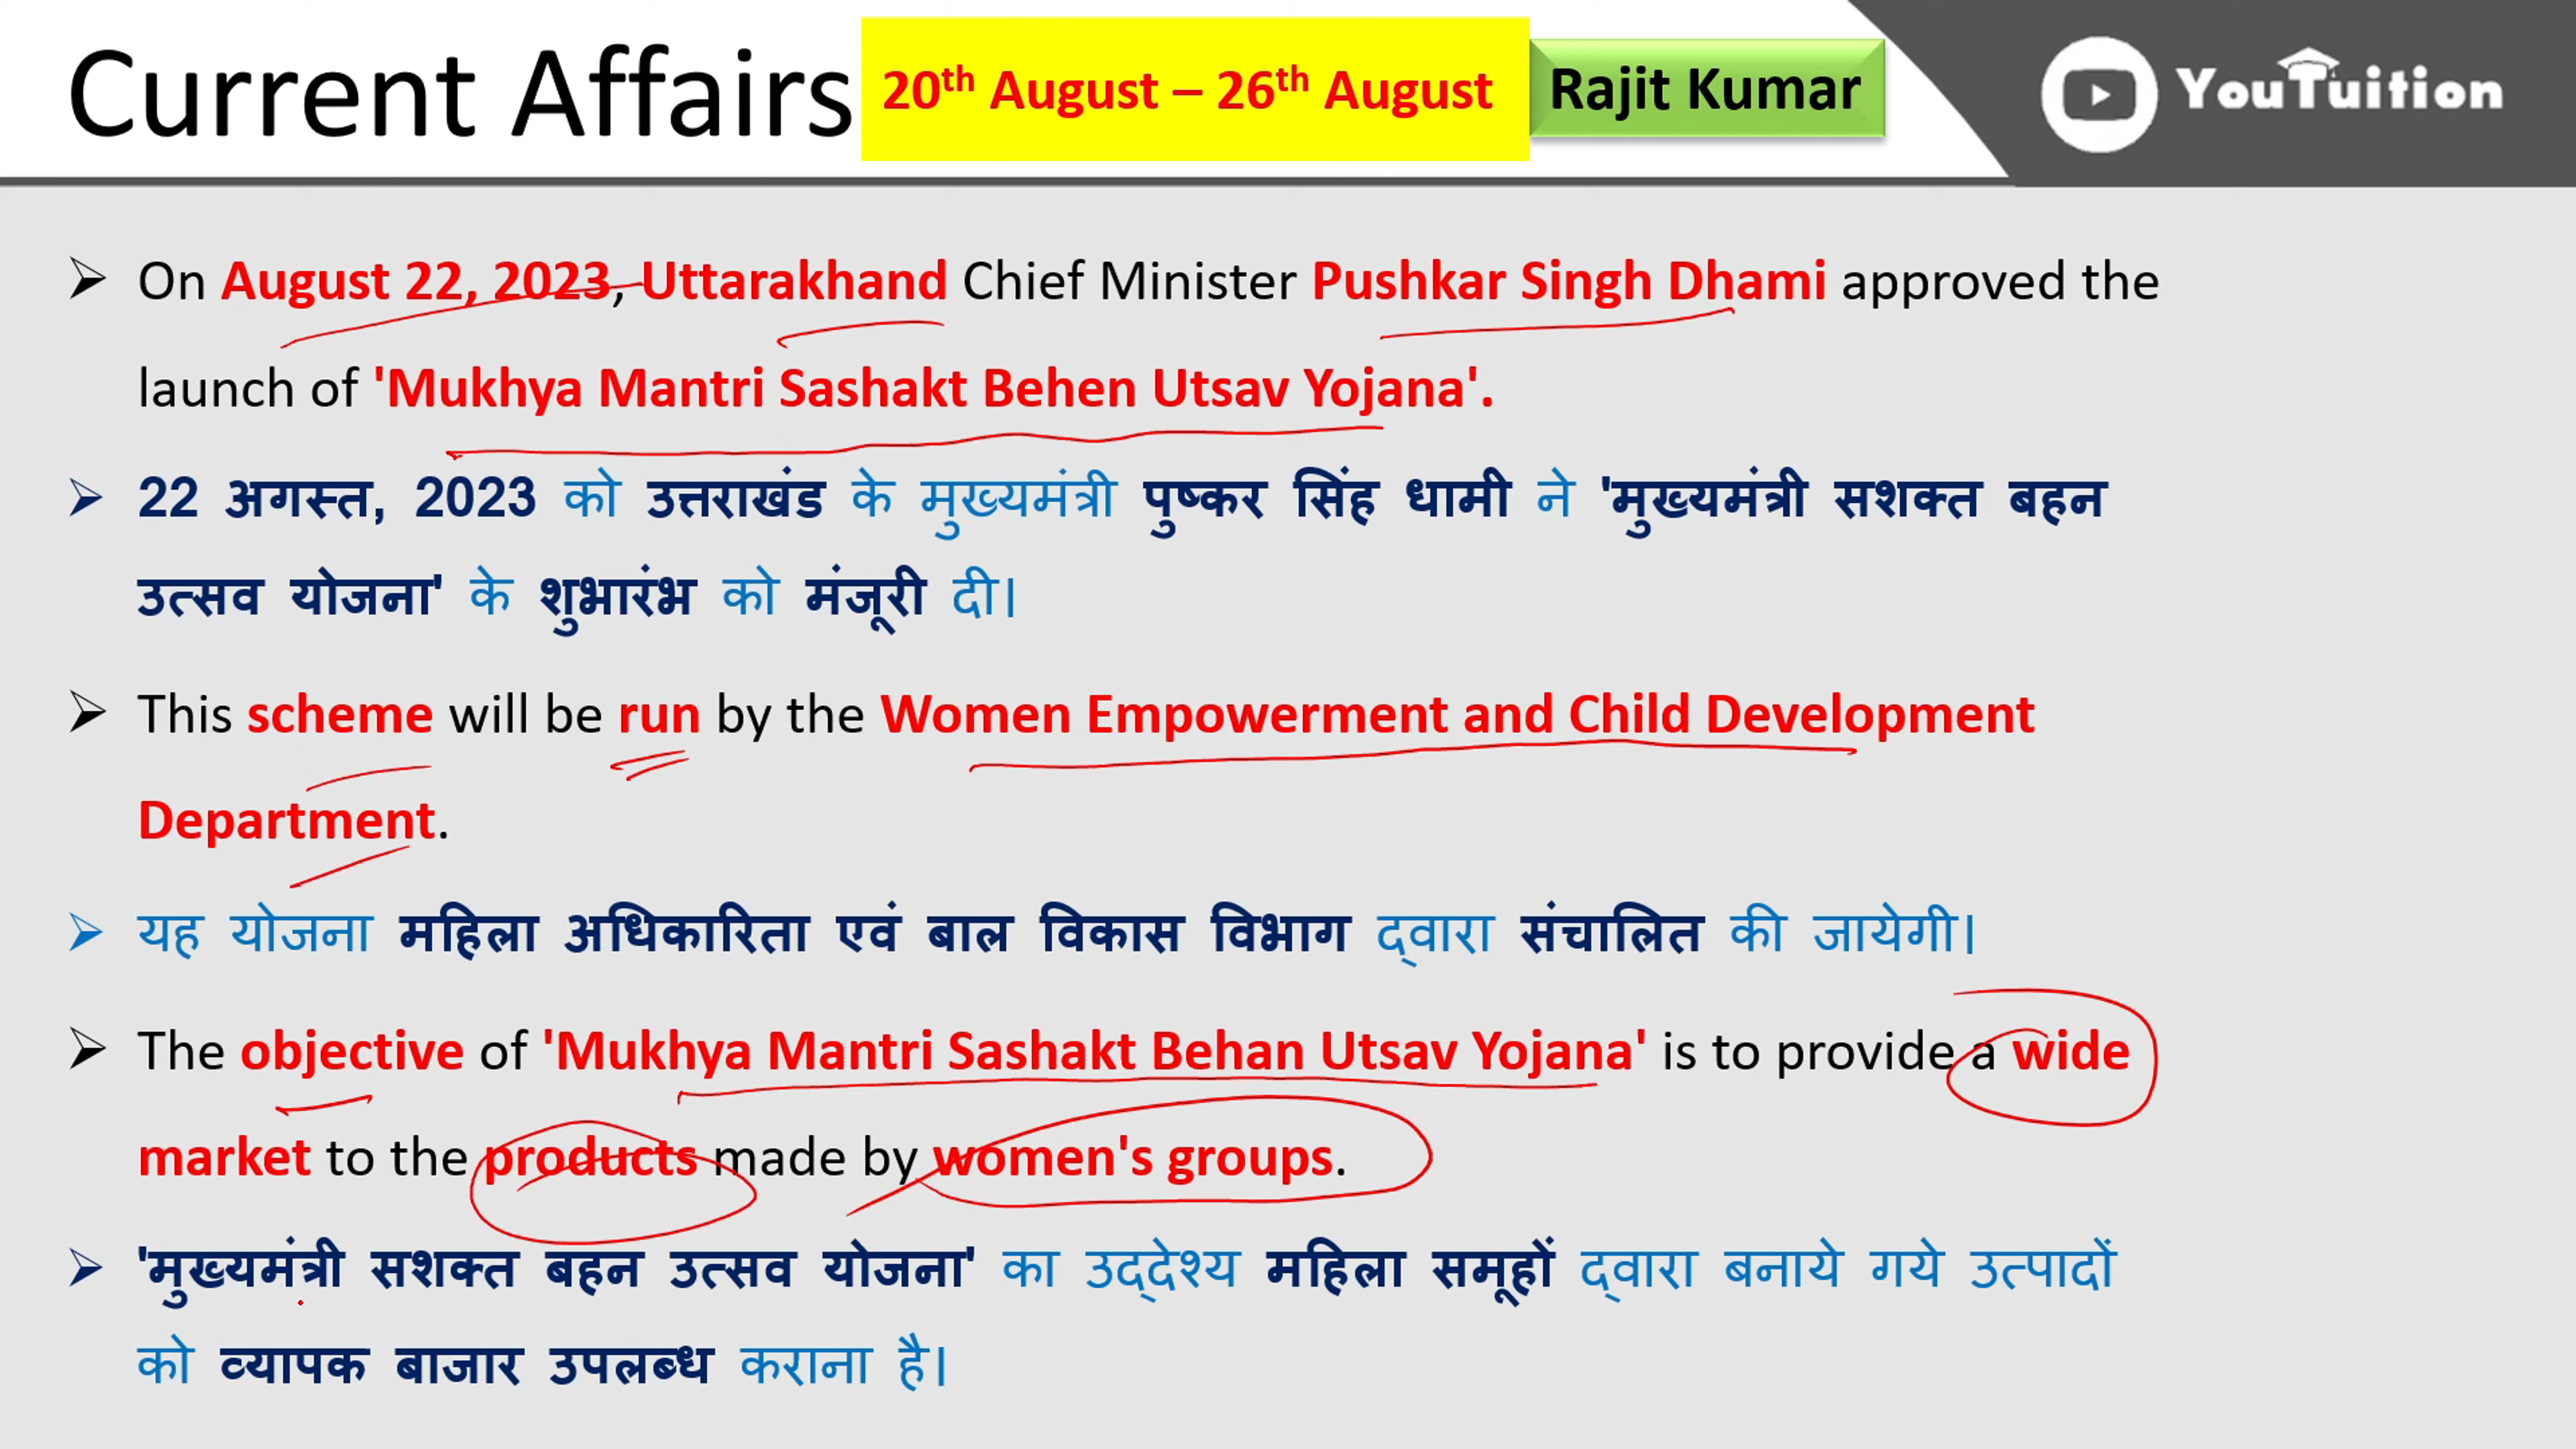 Current Affairs 20th August – 26th August Rajit Kumar YouTuition
➢ On August 22, 2023, Uttarakhand Chief Minister Pushkar Singh Dhami approved the
launch of 'Mukhya Mantri Sashakt Behen Utsav Yojana'.
➢ 22 अगस्त, 2023 को उत्तराखंड के मुख्यमंत्री पुष्कर सिंह धामी ने 'मुख्यमंत्री सशक्त बहन
उत्सव योजना' के शुभारंभ को मंजूरी दी।
➢ This scheme will be run by the Women Empowerment and Child Development
Department.
➢ यह योजना महिला अधिकारिता एवं बाल विकास विभाग द्वारा संचालित की जायेगी।
➢ The objective of 'Mukhya Mantri Sashakt Behan Utsav Yojana' is to provide a wide
market to the products made by women's groups.
➢ 'मुख्यमंत्री सशक्त बहन उत्सव योजना' का उद्देश्य महिला समूहों द्वारा बनाये गये उत्पादों
को व्यापक बाजार उपलब्ध कराना है।